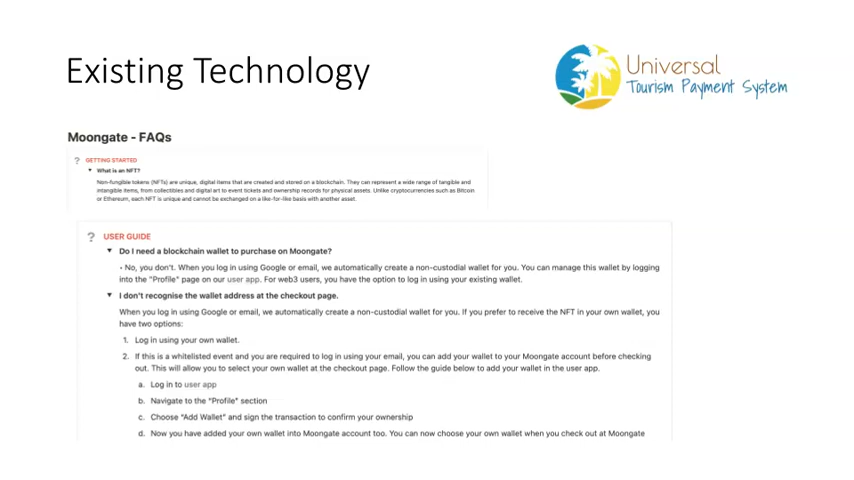 Existing Technology
Universal
Tourism Payment System
Moongate - FAQs
? GETTING STARTED
▼ What is an NFT?
Non-fungible tokens (NFTs) are unique, digital items that are created and stored on a blockchain. They can represent a wide range of tangible and
intangible items, from collectibles and digital art to event tickets and ownership records for physical assets. Unlike cryptocurrencies such as Bitcoin
or Ethereum, each NFT is unique and cannot be exchanged on a like-for-like basis with another asset.
? USER GUIDE
▼ Do I need a blockchain wallet to purchase on Moongate?
• No, you don't. When you log in using Google or email, we automatically create a non-custodial wallet for you. You can manage this wallet by logging
into the "Profile" page on our user app. For web3 users, you have the option to log in using your existing wallet.
▼ I don't recognise the wallet address at the checkout page.
When you log in using Google or email, we automatically create a non-custodial wallet for you. If you prefer to receive the NFT in your own wallet, you
have two options:
1. Log in using your own wallet.
2. If this is a whitelisted event and you are required to log in using your email, you can add your wallet to your Moongate account before checking
out. This will allow you to select your own wallet at the checkout page. Follow the guide below to add your wallet in the user app.
a. Log in to user app
b. Navigate to the "Profile" section
c. Choose "Add Wallet" and sign the transaction to confirm your ownership
d. Now you have added your own wallet into Moongate account too. You can now choose your own wallet when you check out at Moongate